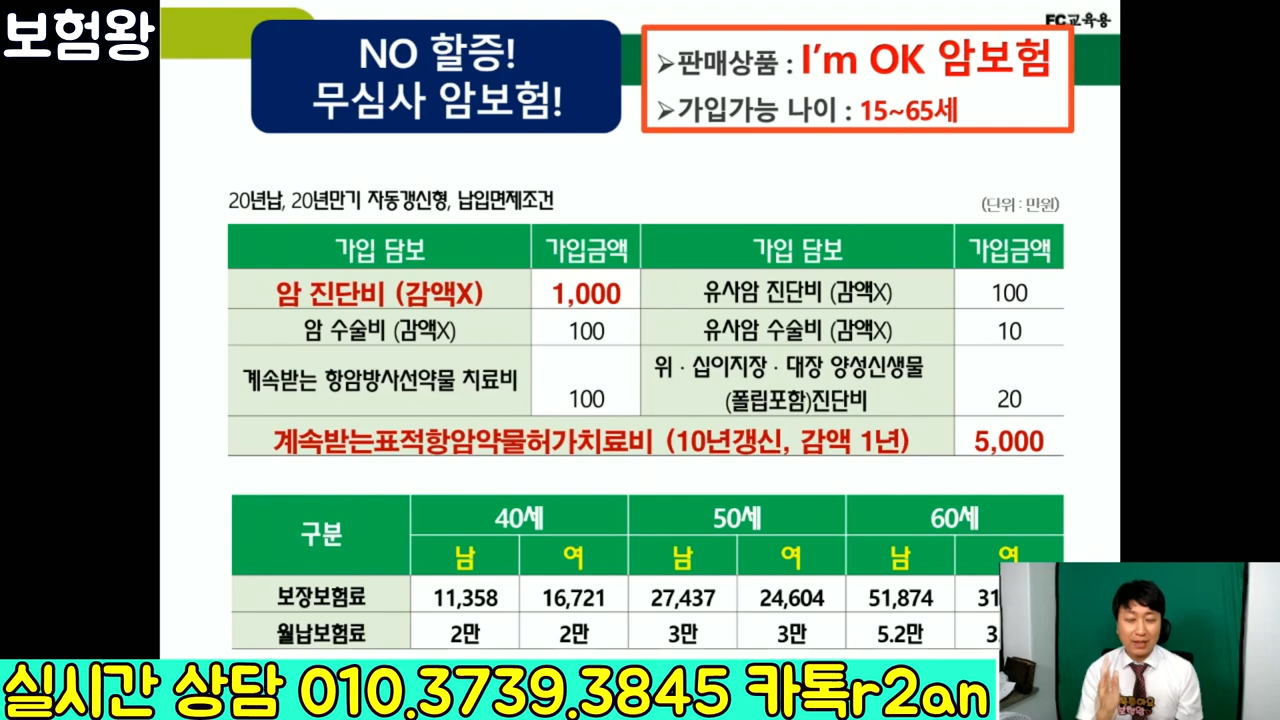 보험왕
FC교육용
NO 할증!
무심사 암보험!
➢판매상품 : I'm OK 암보험
➢가입가능 나이 : 15~65세
20년납, 20년만기 자동갱신형, 납입면제조건
(단위 : 만원)
가입 담보 가입금액 가입 담보 가입금액
암 진단비 (감액X) 1,000 유사암 진단비 (감액X) 100
암 수술비 (감액X) 100 유사암 수술비 (감액X) 10
계속받는 항암방사선약물 치료비 100 위 · 십이지장 · 대장 양성신생물
(폴립포함)진단비 20
계속받는표적항암약물허가치료비 (10년갱신, 감액 1년) 5,000
구분 40세 50세 60세
남 여 남 여 남 여
보장보험료 11,358 16,721 27,437 24,604 51,874 31
월납보험료 2만 2만 3만 3만 5.2만 3.
실시간 상담 010.3739.3845 카톡r2an